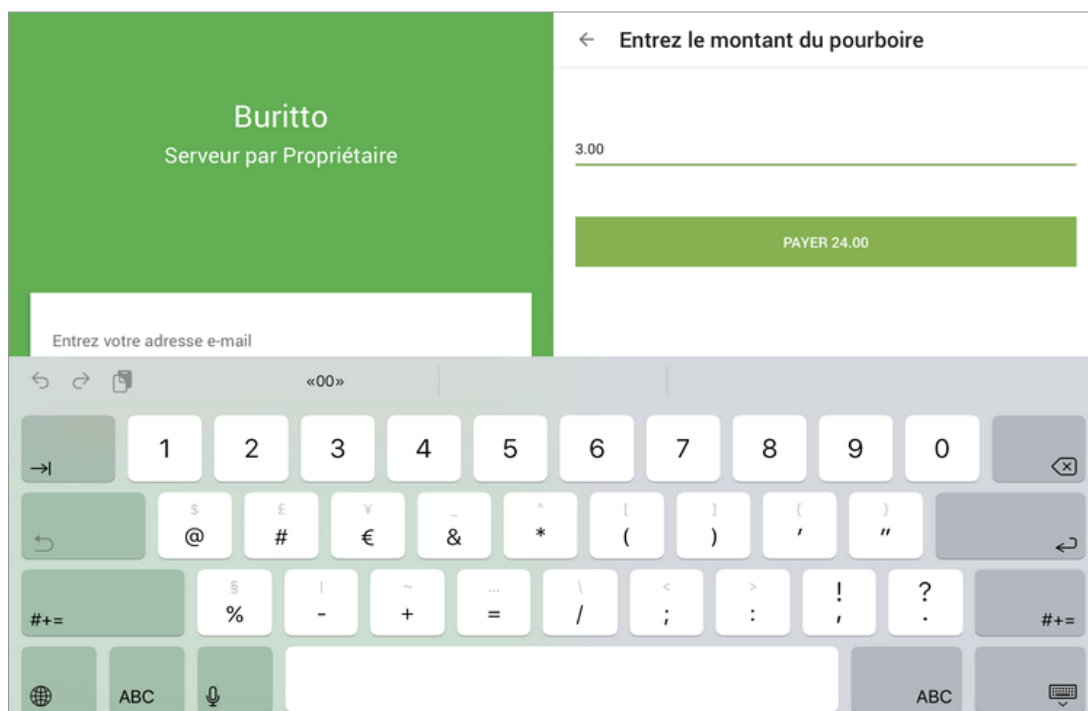 Buritto
Serveur par Propriétaire
Entrez votre adresse e-mail
← Entrez le montant du pourboire
3.00
PAYER 24.00
«00»
1 2 3 4 5 6 7 8 9 0
$ £ ¥ _ ^ [ ] { }
@ # € & * ( ) ' "
§ | ~ ... \ < > ! ?
#+= % - + = / ; : , . #+=
ABC ABC